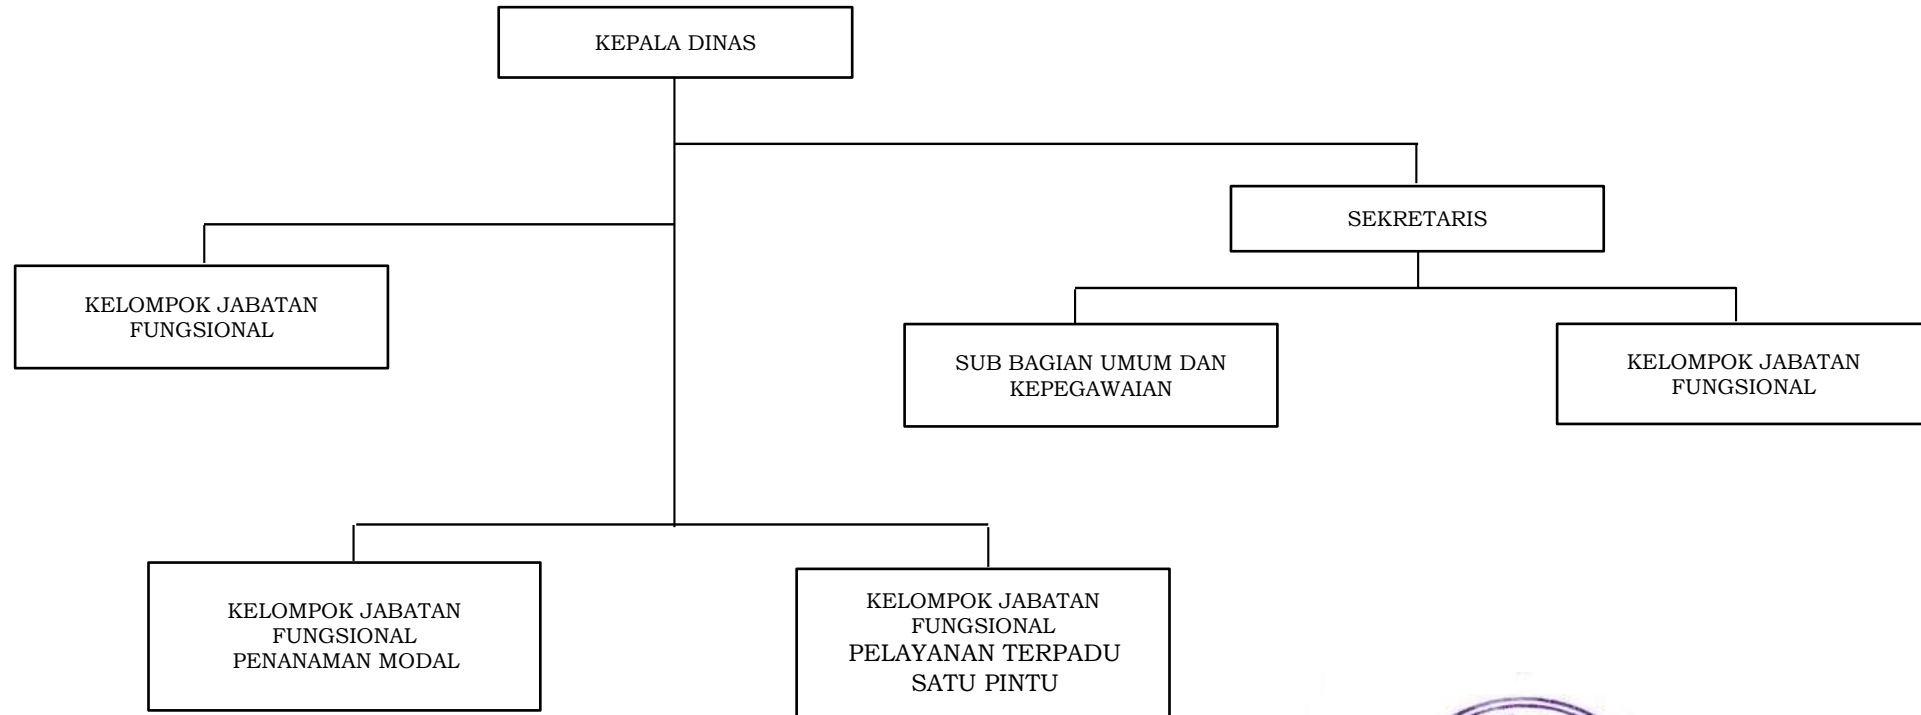 KEPALA DINAS
SEKRETARIS
KELOMPOK JABATAN
FUNGSIONAL
SUB BAGIAN UMUM DAN
KEPEGAWAIAN
KELOMPOK JABATAN
FUNGSIONAL
KELOMPOK JABATAN
FUNGSIONAL
PENANAMAN MODAL
KELOMPOK JABATAN
FUNGSIONAL
PELAYANAN TERPADU
SATU PINTU